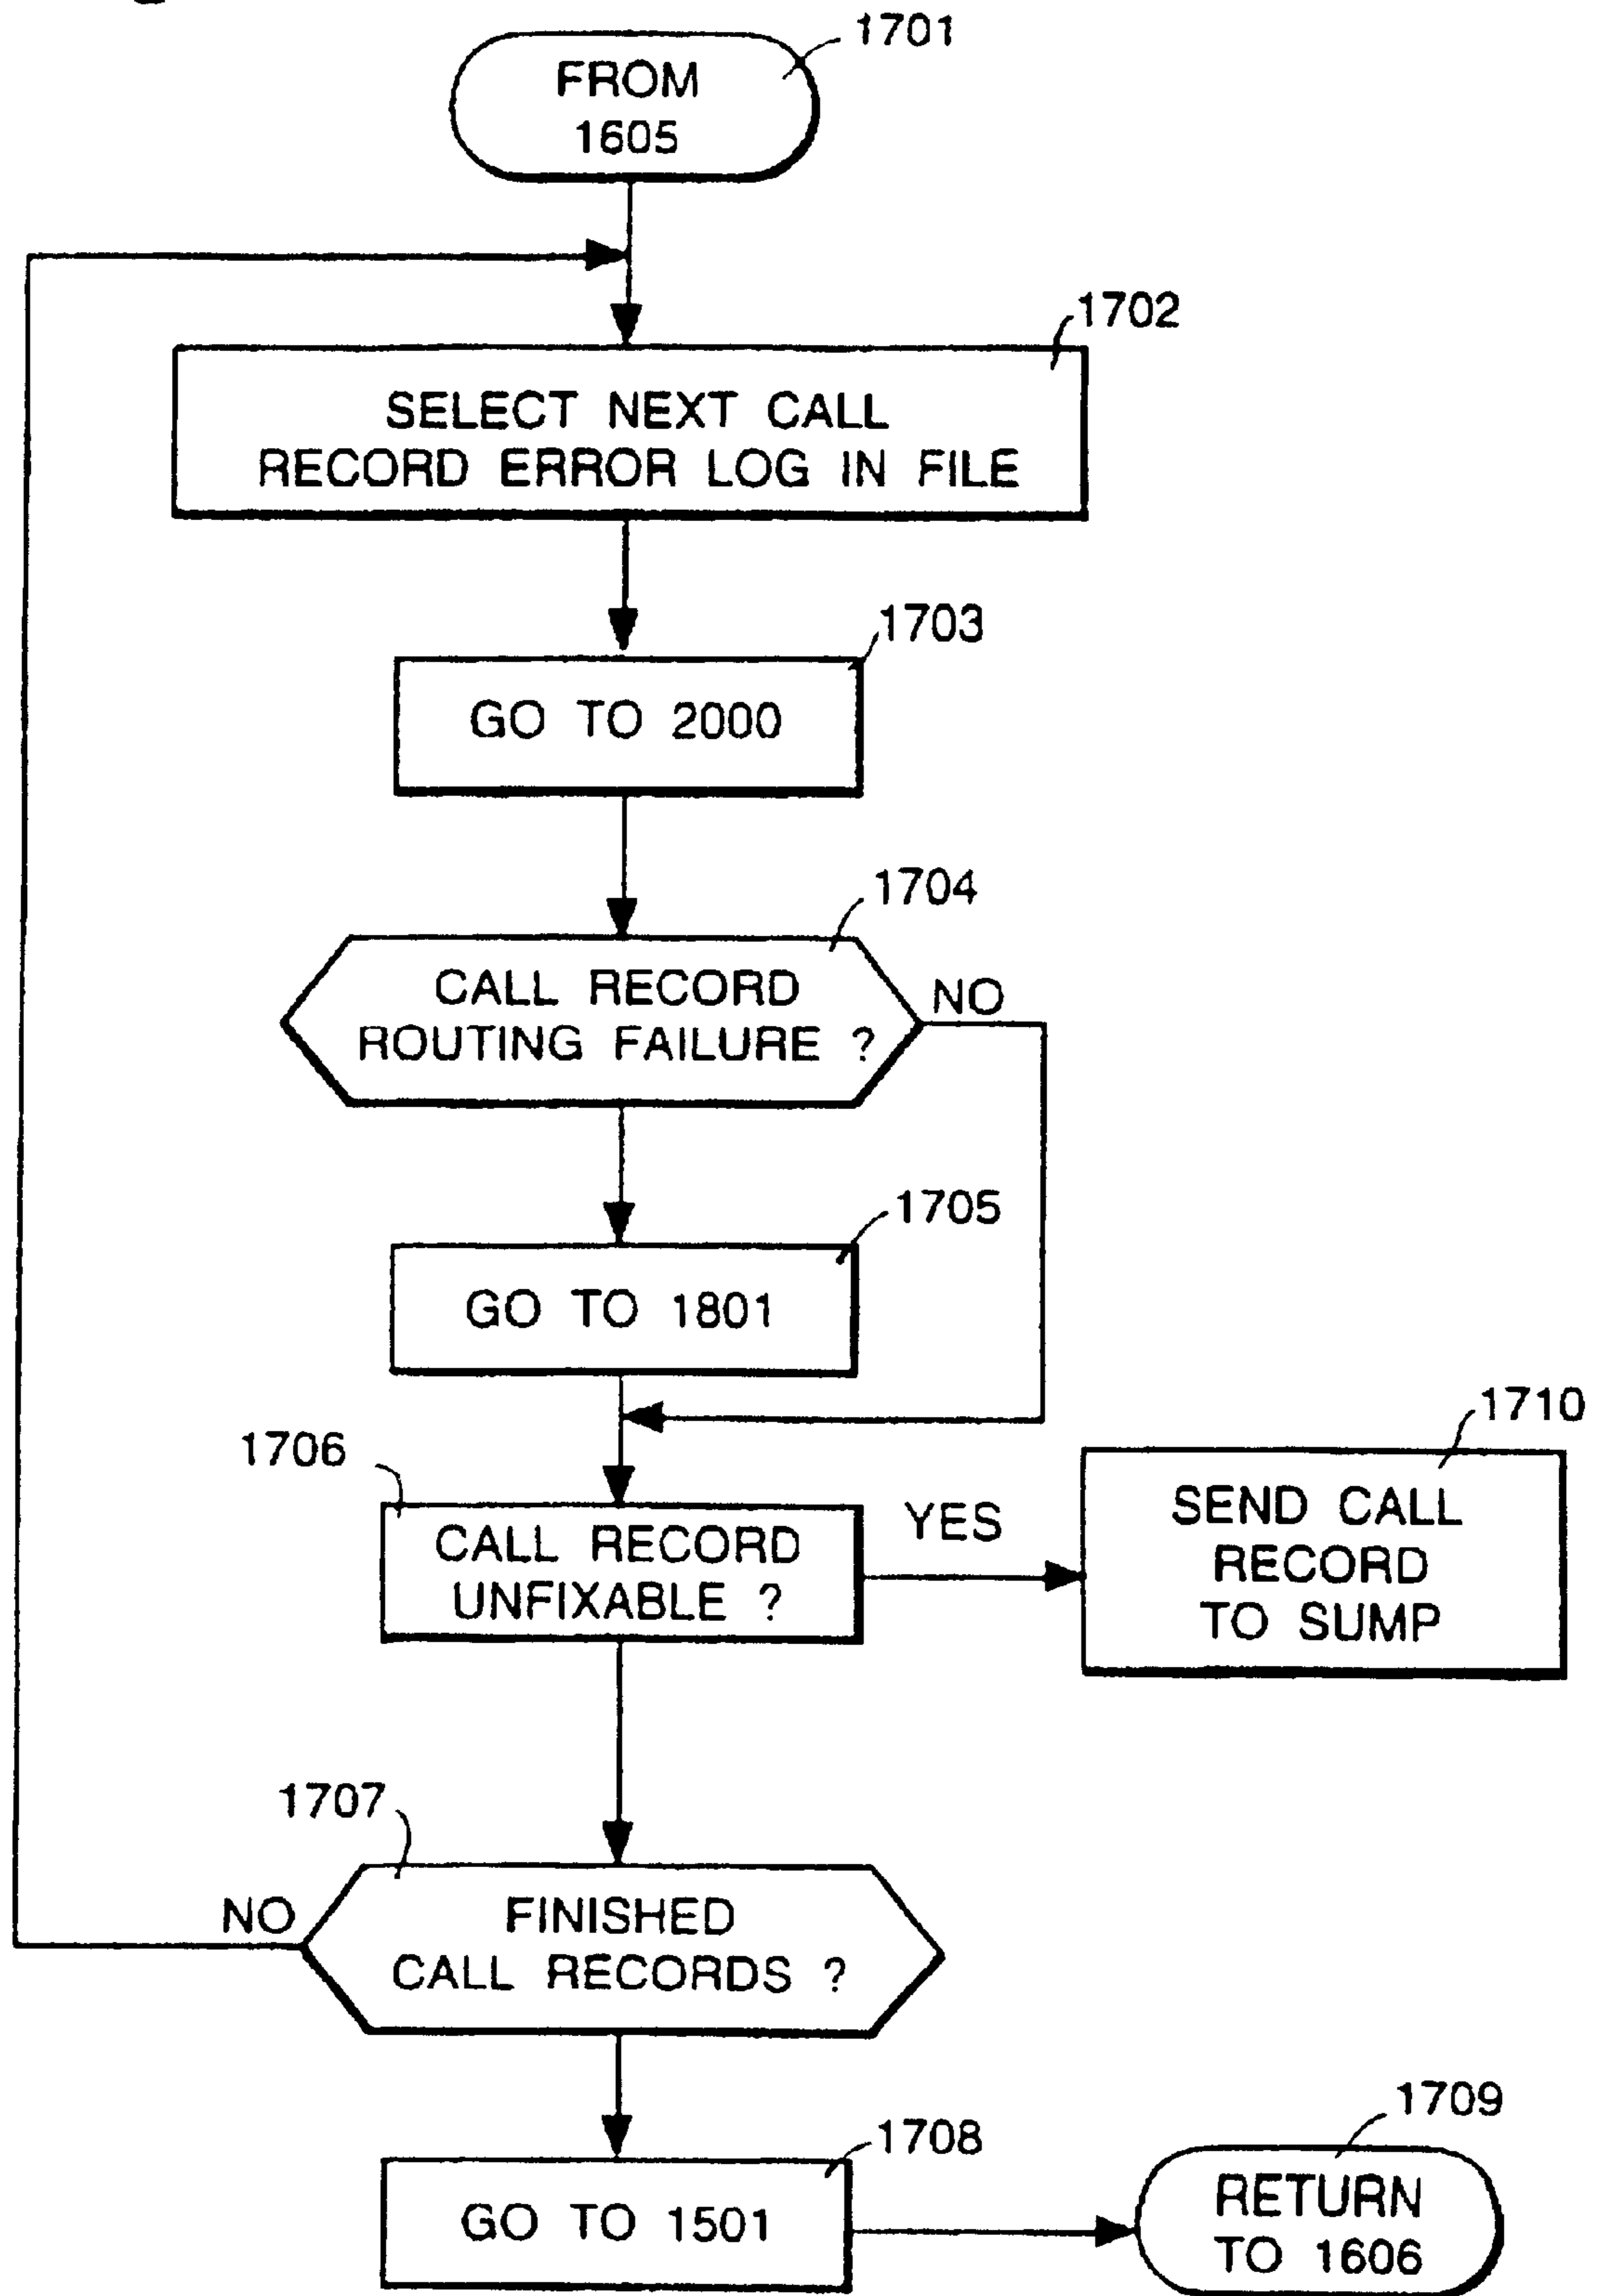 1701
FROM
1605
1702
SELECT NEXT CALL
RECORD ERROR LOG IN FILE
1703
GO TO 2000
1704
CALL RECORD
ROUTING FAILURE ?
NO
1705
GO TO 1801
1706
CALL RECORD
UNFIXABLE ?
YES
1710
SEND CALL
RECORD
TO SUMP
1707
NO
FINISHED
CALL RECORDS ?
1708
GO TO 1501
1709
RETURN
TO 1606